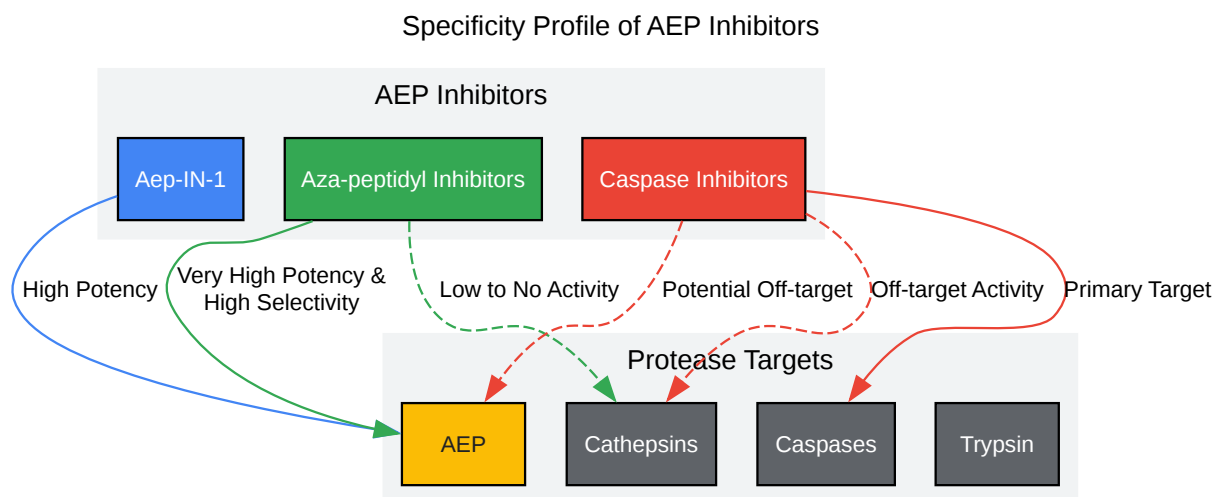 Specificity Profile of AEP Inhibitors
AEP Inhibitors
Aep-IN-1
Aza-peptidyl Inhibitors
Caspase Inhibitors
High Potency
Very High Potency &
High Selectivity
Low to No Activity
Potential Off-target
Off-target Activity
Primary Target
Protease Targets
AEP
Cathepsins
Caspases
Trypsin